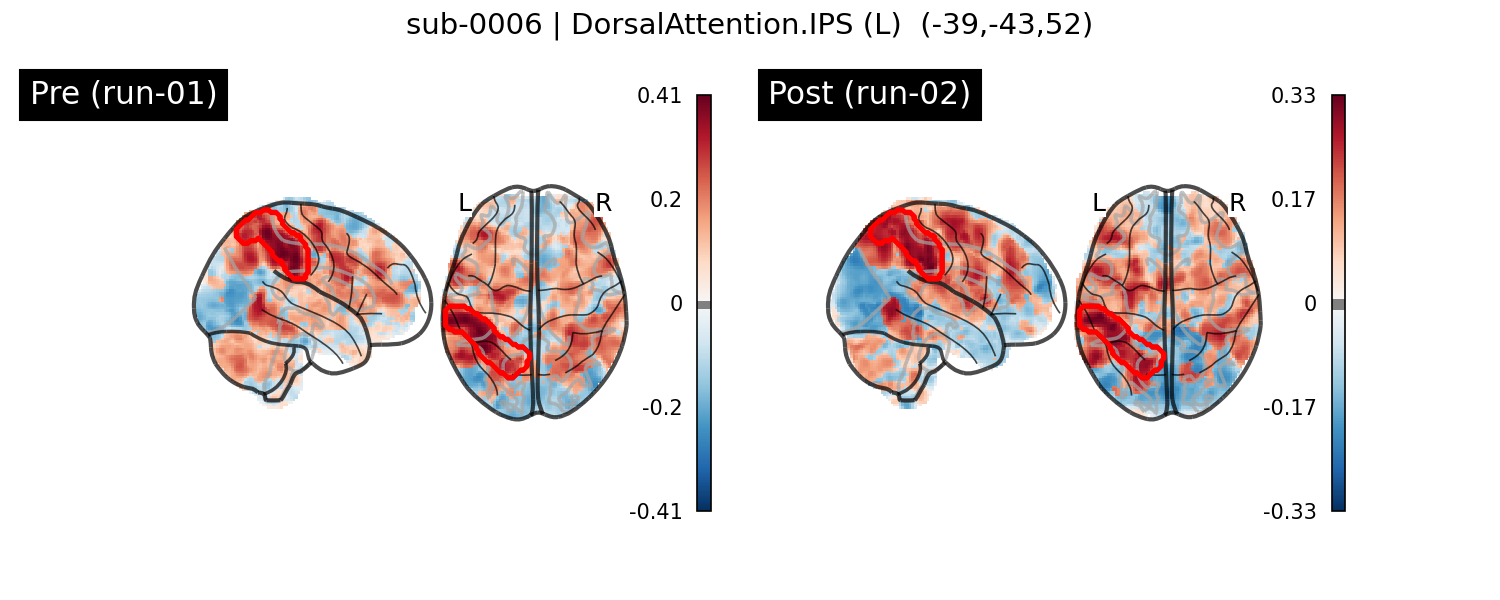 sub-0006 | DorsalAttention.IPS (L)  (-39,-43,52)
Pre (run-01)
L
R
0.41
0.2
0
-0.2
-0.41
Post (run-02)
L
R
0.33
0.17
0
-0.17
-0.33